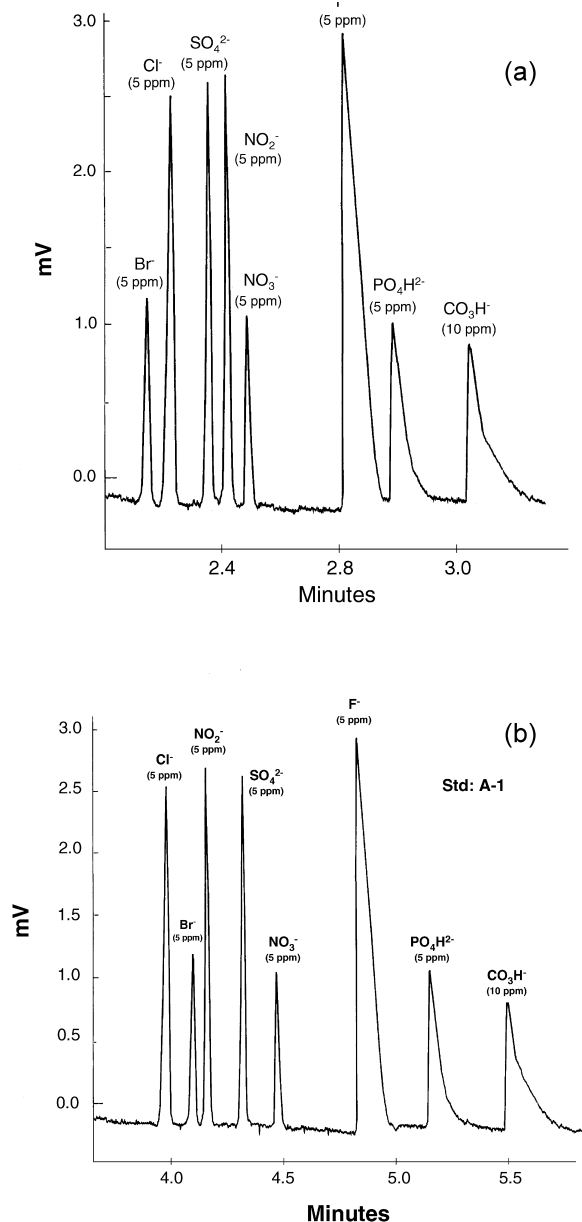 3.0
(5 ppm)
SO₄²⁻
(5 ppm)
(a)
Cl⁻
(5 ppm)
NO₂⁻
(5 ppm)
2.0
mV
Br⁻
(5 ppm)
NO₃⁻
(5 ppm)
PO₄H²⁻
(5 ppm)
CO₃H⁻
(10 ppm)
1.0
0.0
2.4
2.8
3.0
Minutes
F⁻
(5 ppm)
3.0
NO₂⁻
(5 ppm)
(b)
Cl⁻
(5 ppm)
SO₄²⁻
(5 ppm)
Std: A-1
2.5
2.0
mV
1.5
Br⁻
(5 ppm)
NO₃⁻
(5 ppm)
PO₄H²⁻
(5 ppm)
CO₃H⁻
(10 ppm)
1.0
0.5
0.0
4.0
4.5
5.0
5.5
Minutes